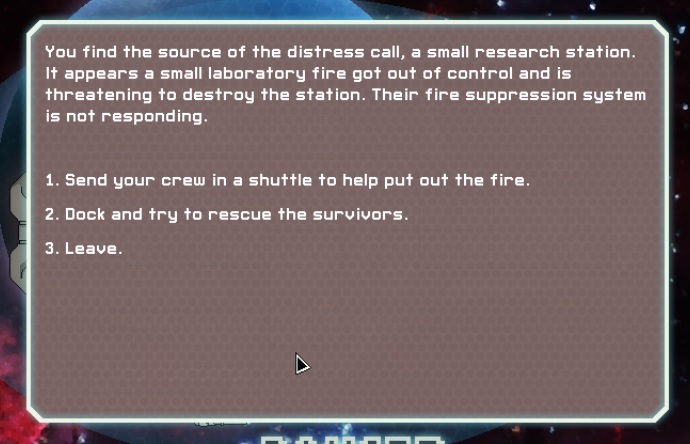 You find the source of the distress call, a small research station.
It appears a small laboratory fire got out of control and is
threatening to destroy the station. Their fire suppression system
is not responding.
1. Send your crew in a shuttle to help put out the fire.
2. Dock and try to rescue the survivors.
3. Leave.